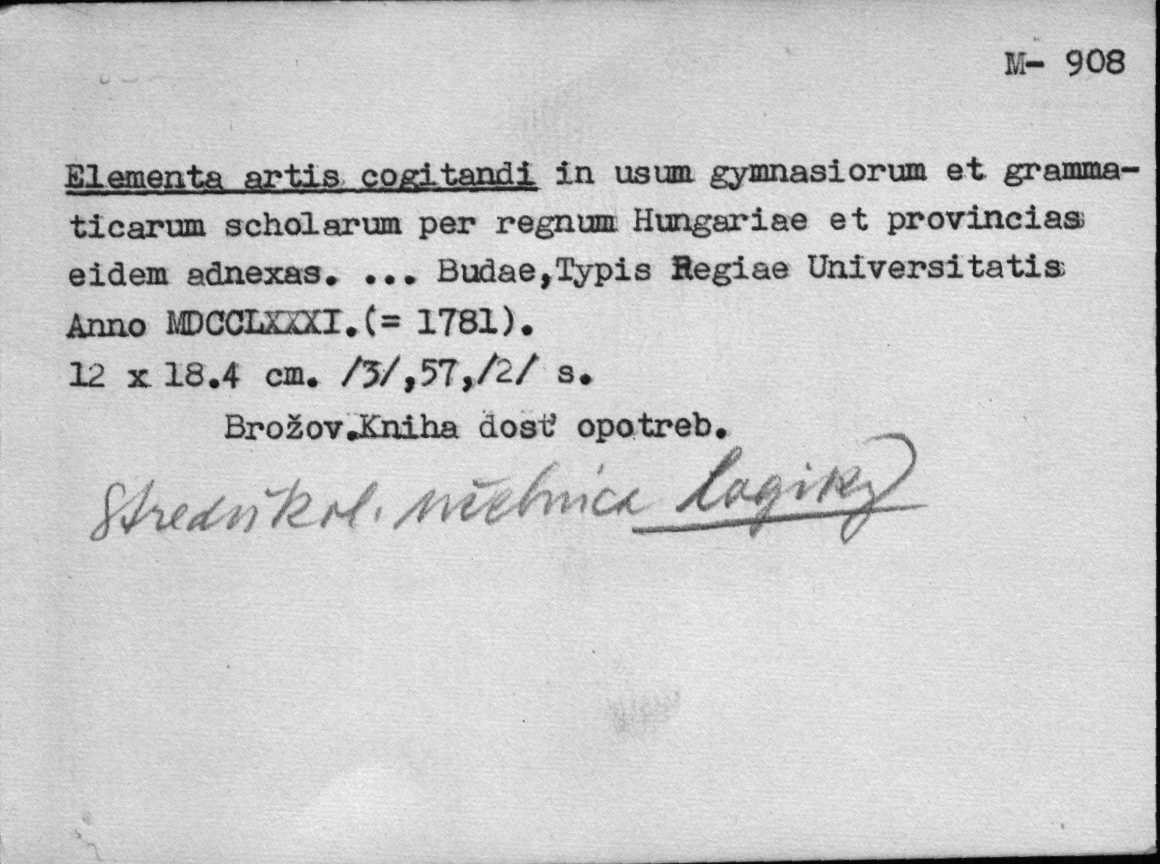 M- 908
Elementa artis cogitandi in usum gymnasiorum et gramma-
ticarum scholarum per regnum Hungariae et provincias
eidem adnexas. ... Budae,Typis Regiae Universitatis
Anno MDCCLXXXI.(= 1781).
12 x 18.4 cm. /3/,57,/2/ s.
Brožov.Kniha dosť opotreb.
Stredoškol. učebnica logiky